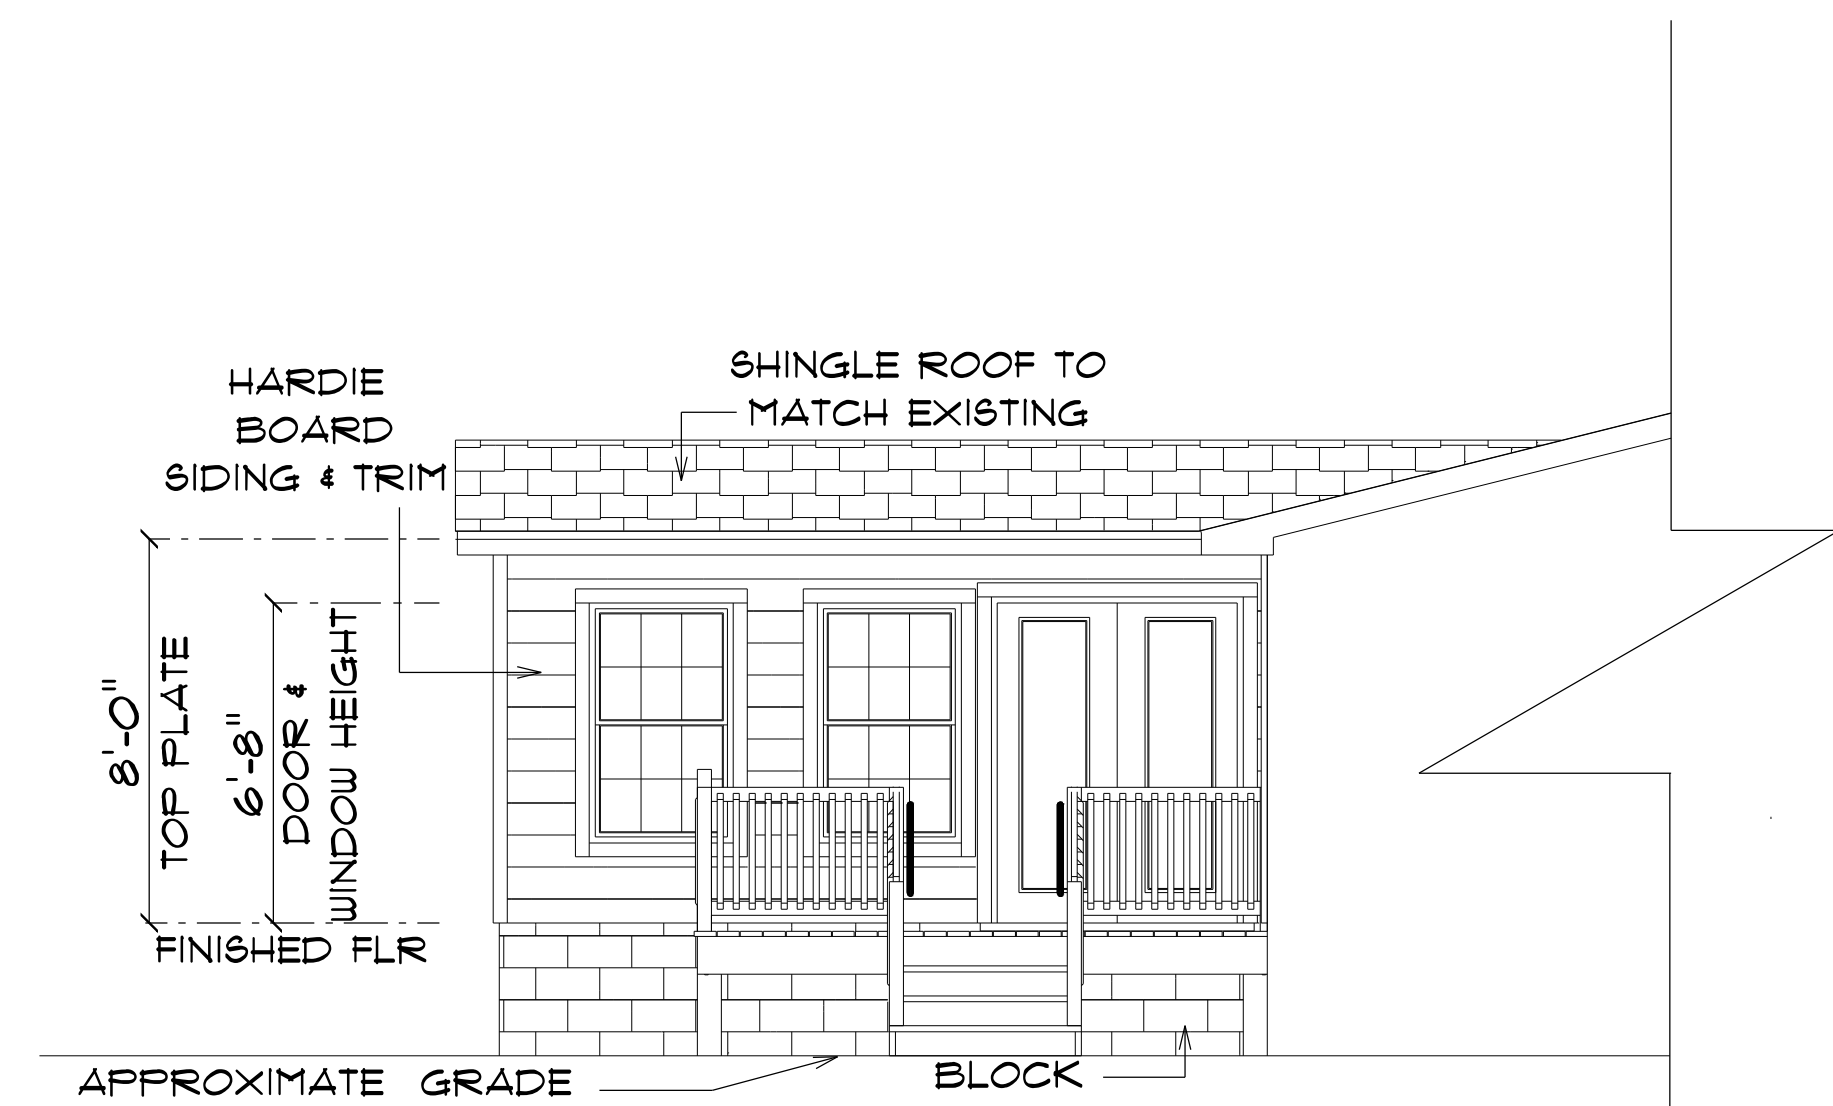 SHINGLE ROOF TO
MATCH EXISTING
HARDIE
BOARD
SIDING & TRIM
8'-0"
TOP PLATE
6'-8"
DOOR &
WINDOW HEIGHT
FINISHED FLR
APPROXIMATE GRADE
BLOCK